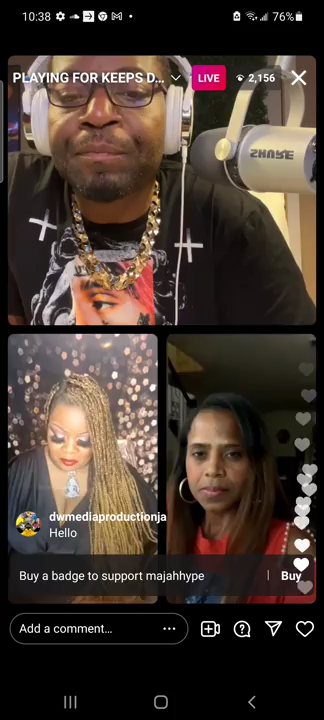 10:38
76%
PLAYING FOR KEEPS D...
LIVE
2,156
SHURE
dwmediaproductionja
Hello
Buy a badge to support majahhype
Buy
Add a comment...